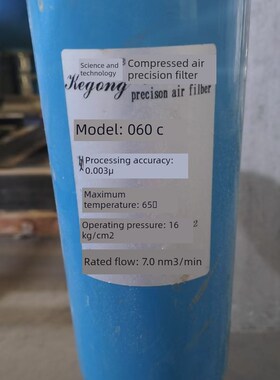 Science and
technology
Compressed air
precision filter
Kegong
precison air filber
Model: 060 c
Processing accuracy:
0.003μ
Maximum
temperature: 65▯
Operating pressure: 16 2
kg/cm2
Rated flow: 7.0 nm3/min